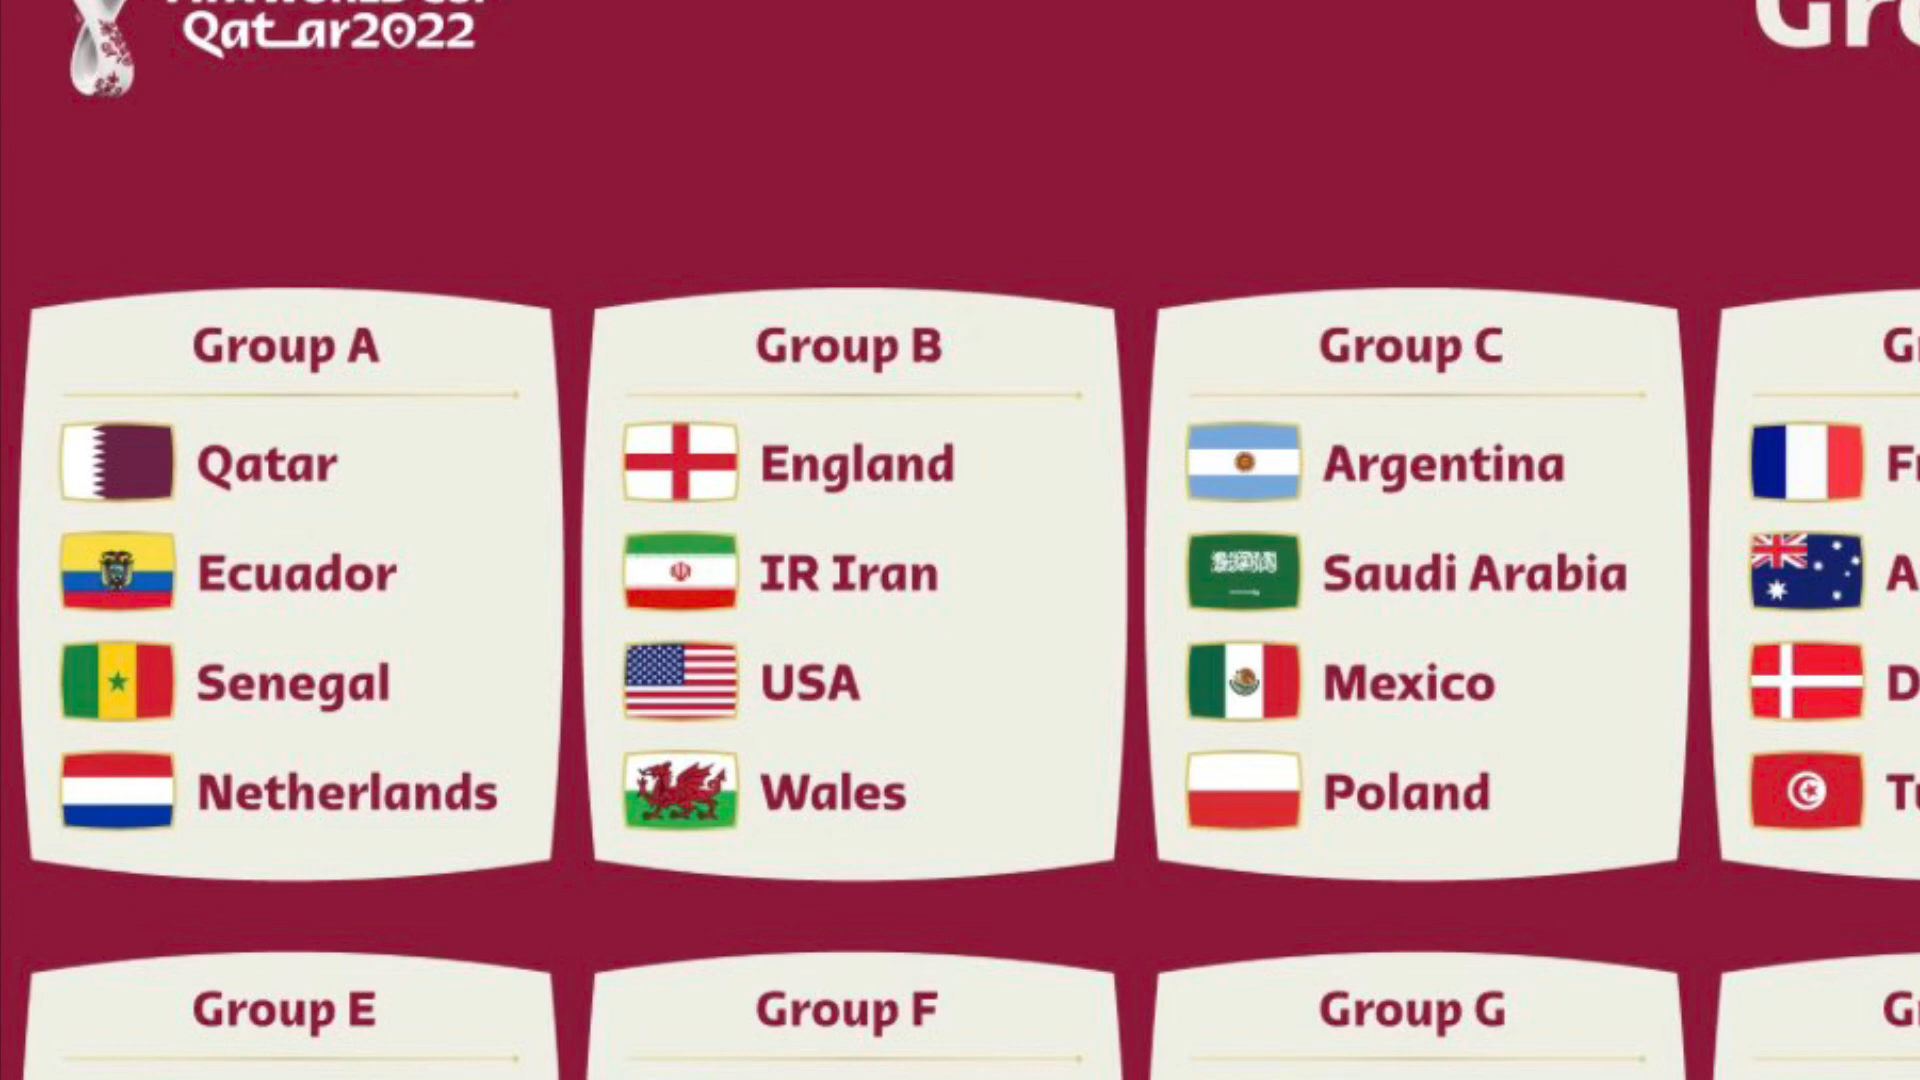 Qatar2022
Group A
Qatar
Ecuador
Senegal
Netherlands
Group B
England
IR Iran
USA
Wales
Group C
Argentina
Saudi Arabia
Mexico
Poland
Group E
Group F
Group G